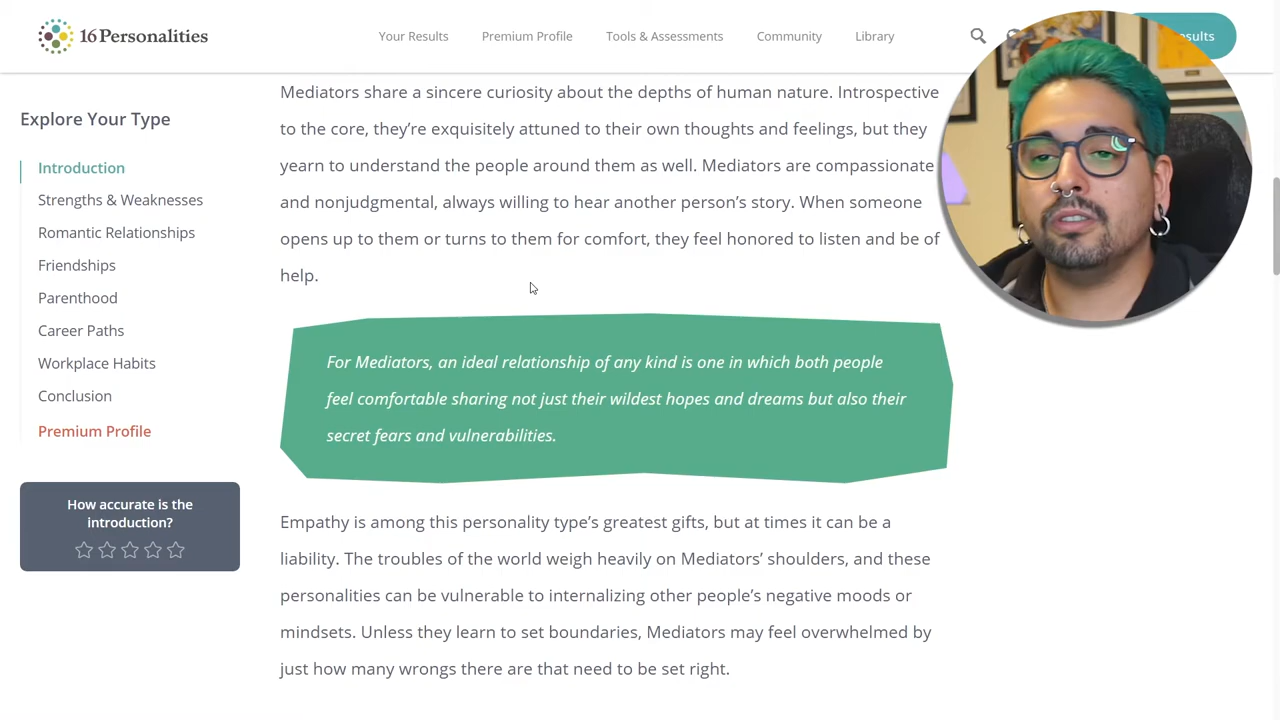 16Personalities
Your Results
Premium Profile
Tools & Assessments
Community
Library
sults
Explore Your Type
Introduction
Strengths & Weaknesses
Romantic Relationships
Friendships
Parenthood
Career Paths
Workplace Habits
Conclusion
Premium Profile
How accurate is the
introduction?
Mediators share a sincere curiosity about the depths of human nature. Introspective
to the core, they’re exquisitely attuned to their own thoughts and feelings, but they
yearn to understand the people around them as well. Mediators are compassionate
and nonjudgmental, always willing to hear another person’s story. When someone
opens up to them or turns to them for comfort, they feel honored to listen and be of
help.
For Mediators, an ideal relationship of any kind is one in which both people
feel comfortable sharing not just their wildest hopes and dreams but also their
secret fears and vulnerabilities.
Empathy is among this personality type’s greatest gifts, but at times it can be a
liability. The troubles of the world weigh heavily on Mediators’ shoulders, and these
personalities can be vulnerable to internalizing other people’s negative moods or
mindsets. Unless they learn to set boundaries, Mediators may feel overwhelmed by
just how many wrongs there are that need to be set right.